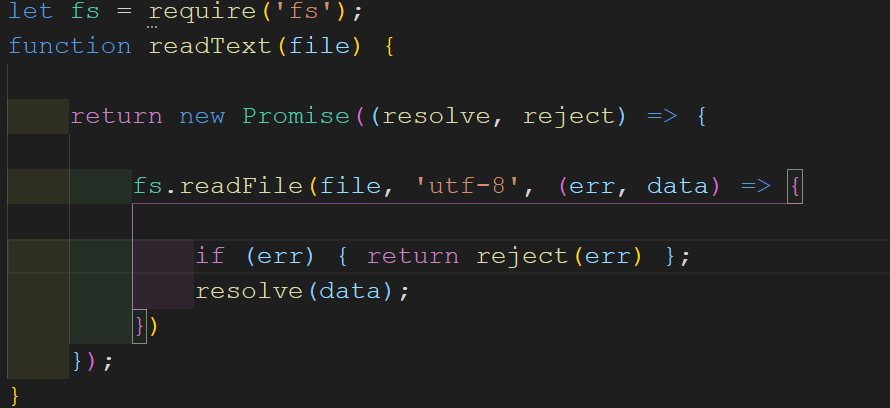 let fs = require('fs');
function readText(file) {
return new Promise((resolve, reject) => {
fs.readFile(file, 'utf-8', (err, data) => {
if (err) { return reject(err) };
resolve(data);
})
});
}